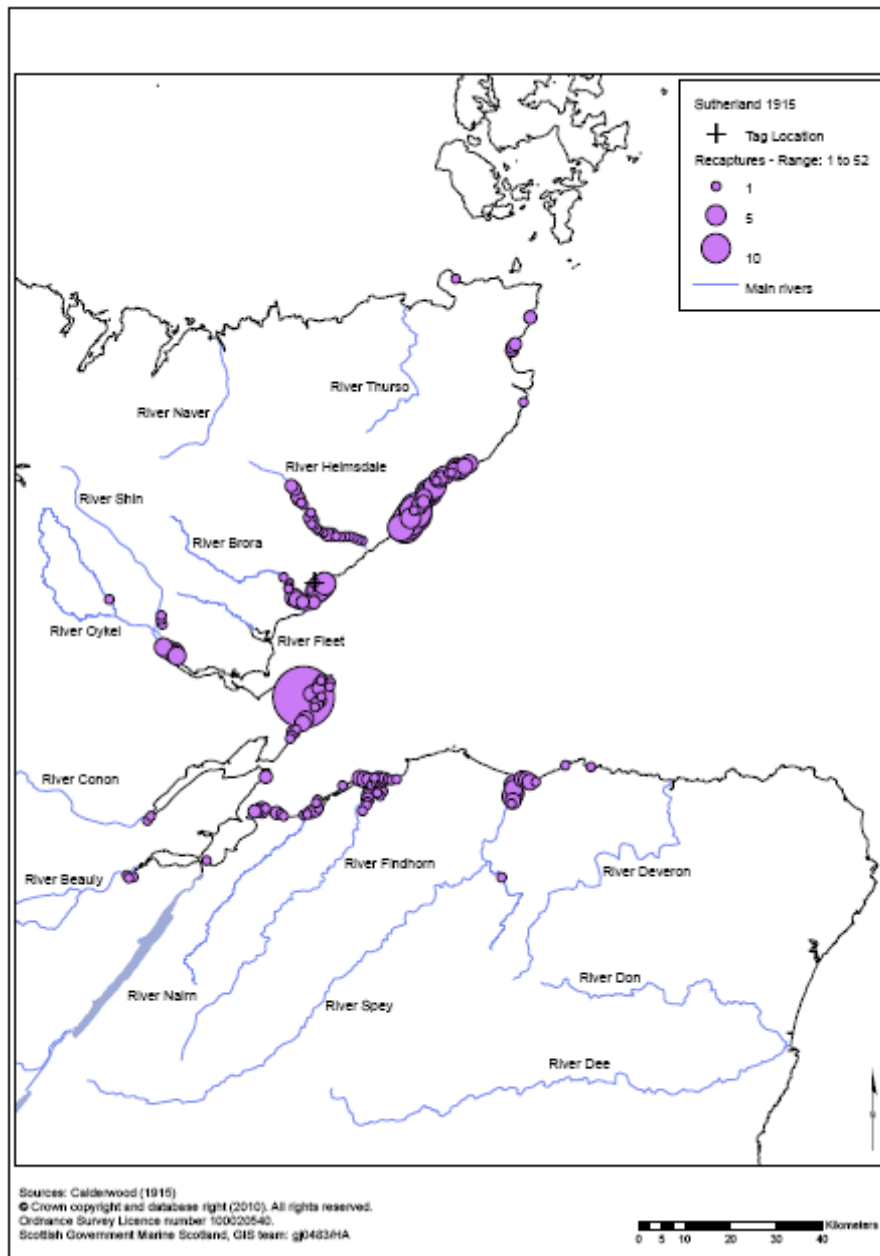 Sutherland 1915
Tag Location
Recaptures - Range: 1 to 52
1
5
10
Main rivers
River Thurso
River Naver
River Helmsdale
River Shin
River Brora
River Oykel
River Fleet
River Conon
River Findhorn
River Beauly
River Deveron
River Nairn
River Spey
River Don
River Dee
Sources: Calderwood (1915)
© Crown copyright and database right (2010). All rights reserved.
Ordnance Survey Licence number 100020540.
Scottish Government Marine Scotland, GIS team: gj0483/HA
Kilometers
0 5 10 20 30 40